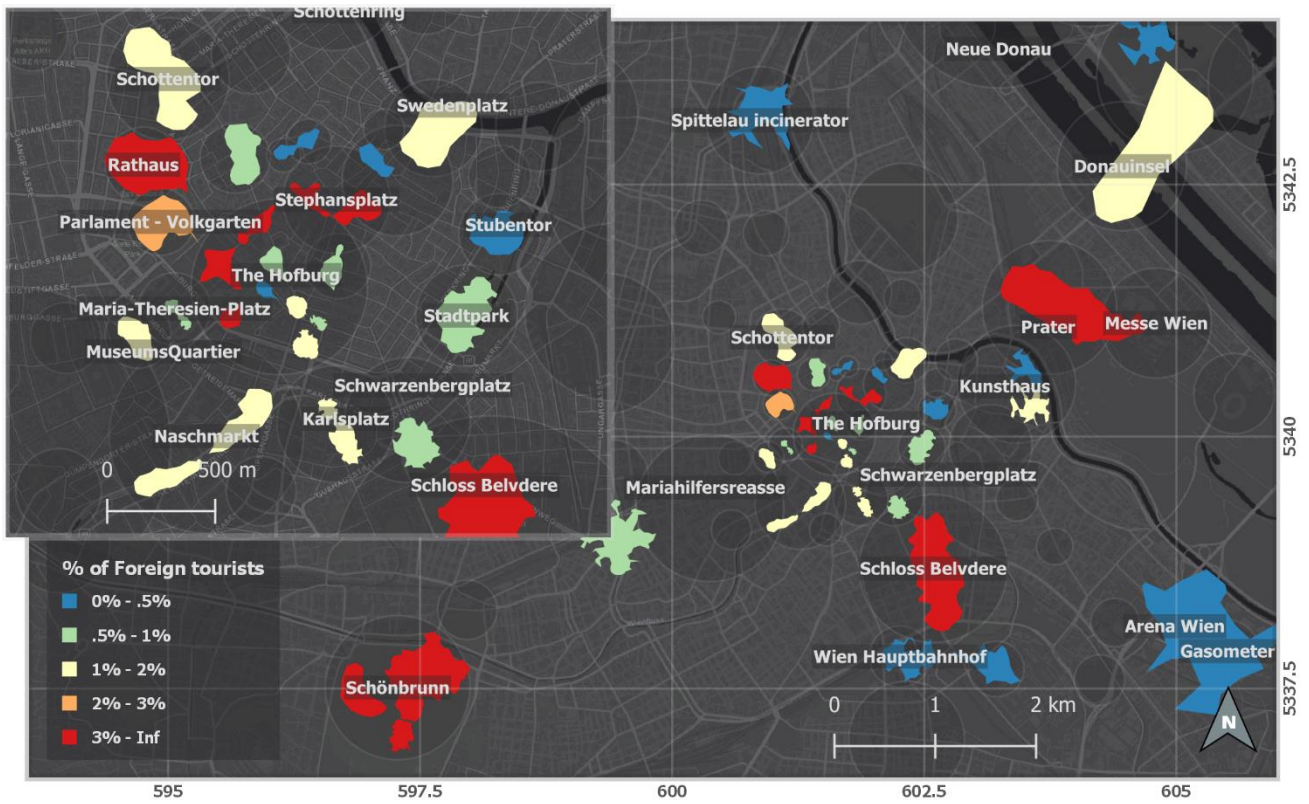 Schottenring
Schottentor
Swedenplatz
Rathaus
Stephansplatz
Parlament - Volkgarten
Stubentor
The Hofburg
Maria-Theresien-Platz
Stadtpark
MuseumsQuartier
Schwarzenbergplatz
Karlsplatz
Naschmarkt
0
500 m
Schloss Belvdere
Neue Donau
Spittelau incinerator
Donauinsel
Prater
Messe Wien
Schottentor
Kunsthaus
The Hofburg
Schwarzenbergplatz
Mariahilfersreasse
Schloss Belvdere
Arena Wien
Gasometer
Wien Hauptbahnhof
Schönbrunn
0
1
2 km
N
% of Foreign tourists
0% - .5%
.5% - 1%
1% - 2%
2% - 3%
3% - Inf
5342.5
5340
5337.5
595
597.5
600
602.5
605